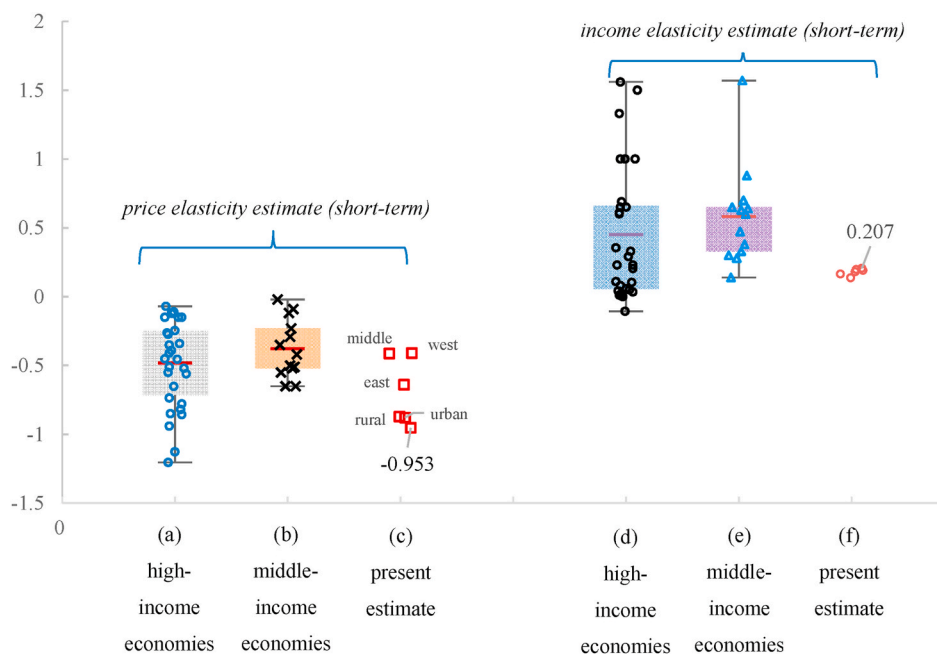 2
income elasticity estimate (short-term)
1.5
1
price elasticity estimate (short-term)
0.5
0.207
0
middle
west
-0.5
east
rural
urban
-1
-0.953
-1.5
0
(a)
(b)
(c)
(d)
(e)
(f)
high-
middle-
present
high-
middle-
present
income
income
estimate
income
income
estimate
economies
economies
economies
economies